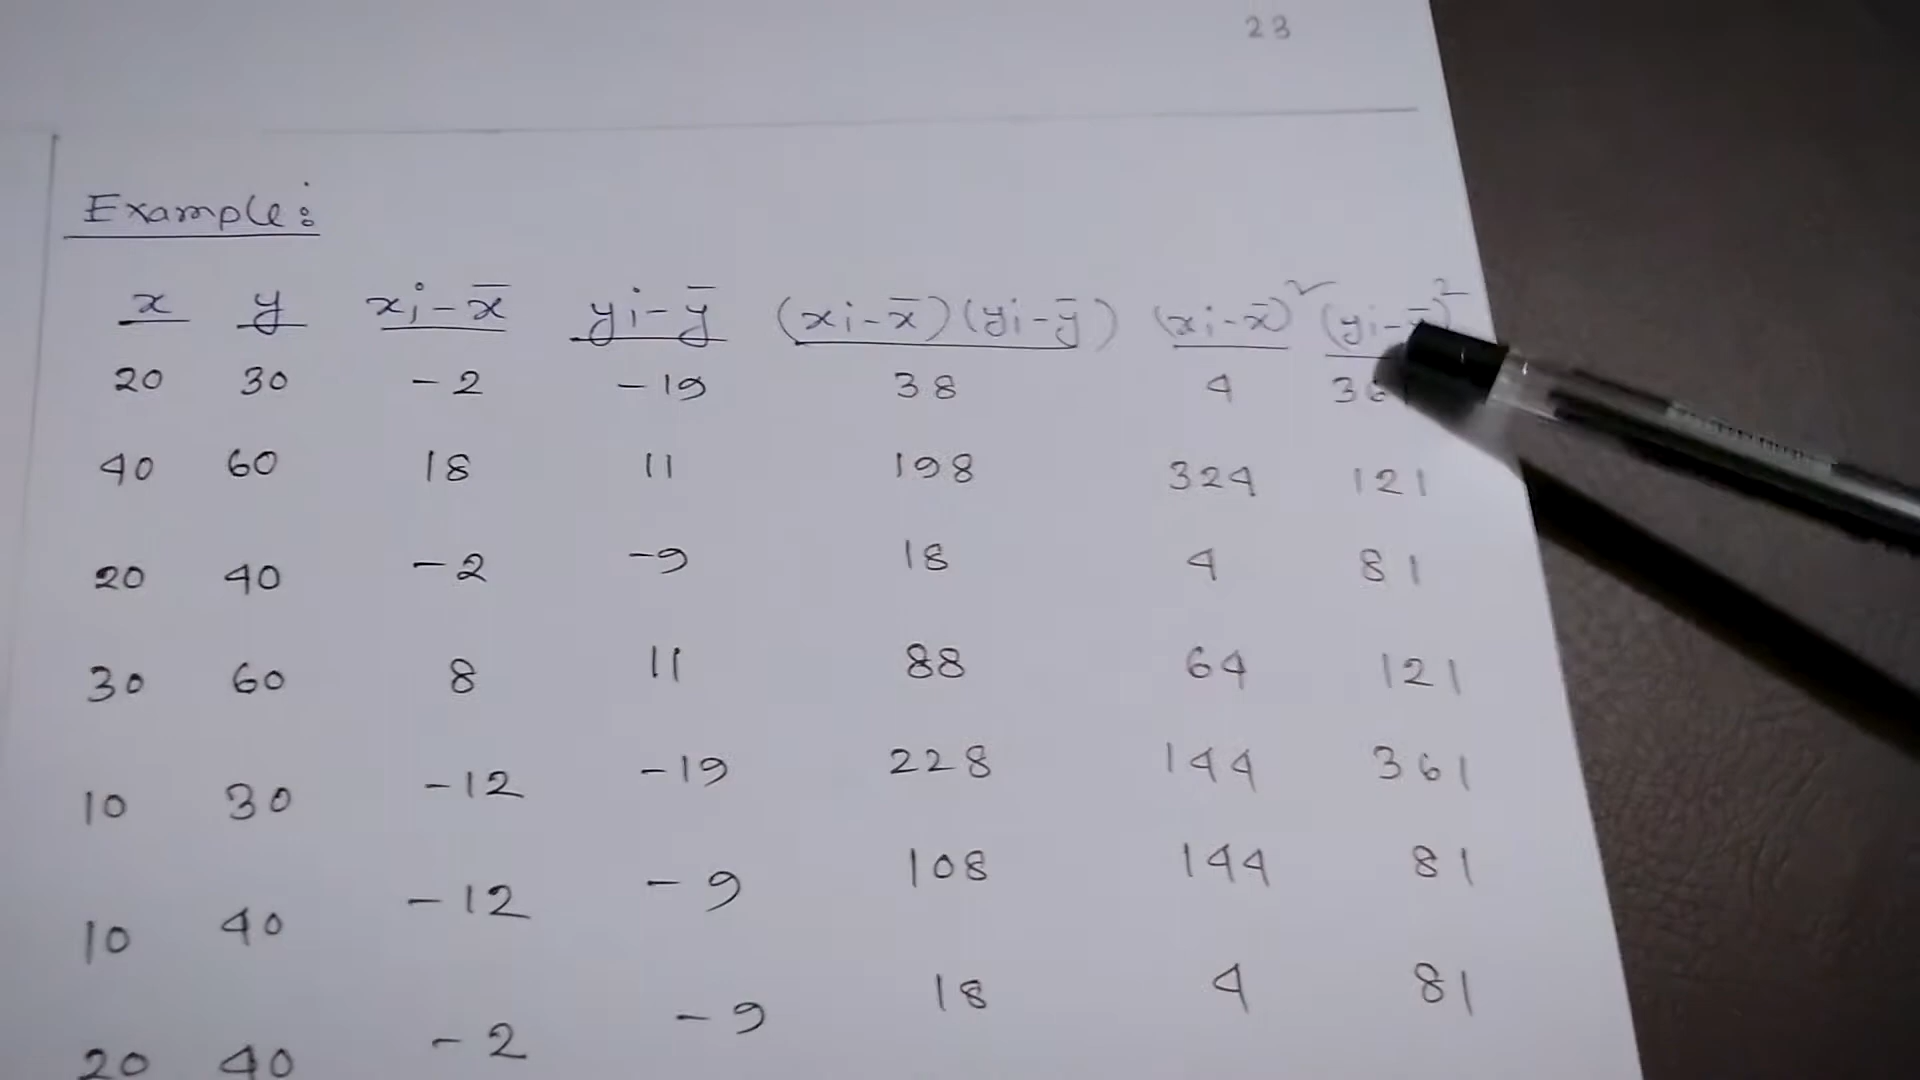 23
Example:
x y xi-x̄ yi-ȳ (xi-x̄)(yi-ȳ) (xi-x̄)² (yi-ȳ)²
20 30 -2 -19 38 4
40 60 18 11 198 324 121
20 40 -2 -9 18 4 81
30 60 8 11 88 64 121
10 30 -12 -19 228 144 361
10 40 -12 -9 108 144 81
20 40 -2 -9 18 4 81